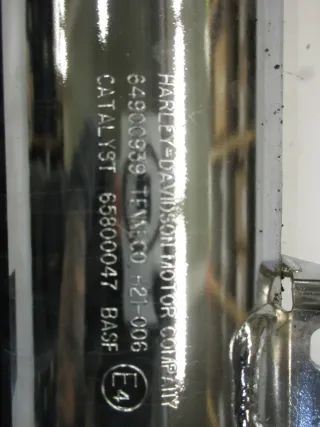 HARLEY-DAVIDSON MOTOR COMPANY
64900939 TENNECO -21-006
CATALYST 65800047 BASF E4